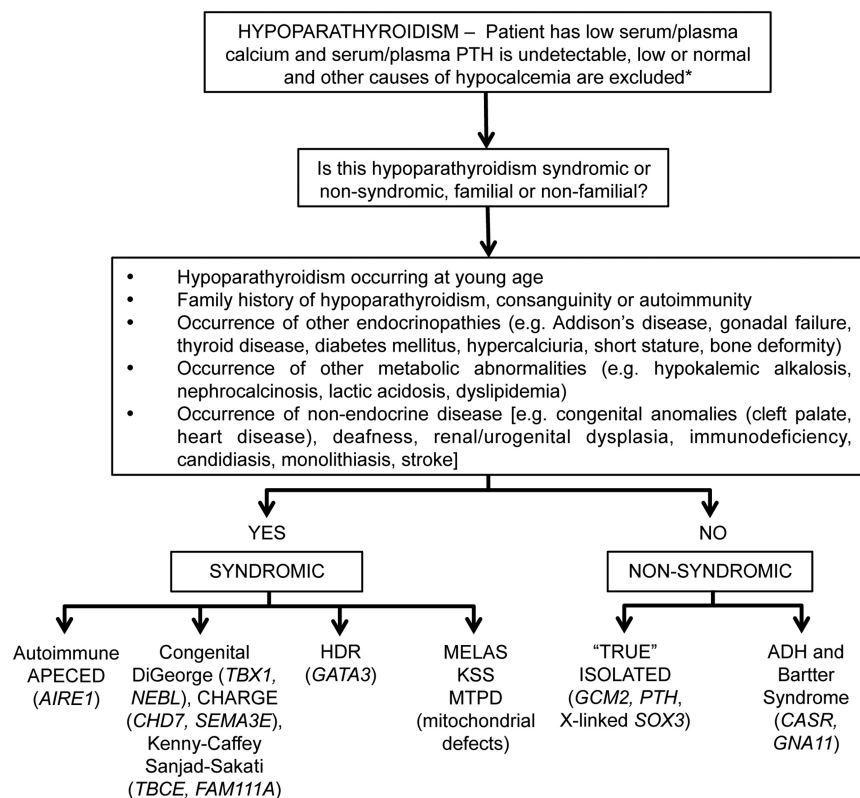 HYPOPARATHYROIDISM – Patient has low serum/plasma
calcium and serum/plasma PTH is undetectable, low or normal
and other causes of hypocalcemia are excluded*
Is this hypoparathyroidism syndromic or
non-syndromic, familial or non-familial?
• Hypoparathyroidism occurring at young age
• Family history of hypoparathyroidism, consanguinity or autoimmunity
• Occurrence of other endocrinopathies (e.g. Addison's disease, gonadal failure,
thyroid disease, diabetes mellitus, hypercalciuria, short stature, bone deformity)
• Occurrence of other metabolic abnormalities (e.g. hypokalemic alkalosis,
nephrocalcinosis, lactic acidosis, dyslipidemia)
• Occurrence of non-endocrine disease [e.g. congenital anomalies (cleft palate,
heart disease), deafness, renal/urogenital dysplasia, immunodeficiency,
candidiasis, monolithiasis, stroke]
YES
NO
SYNDROMIC
NON-SYNDROMIC
Autoimmune
APECED
(AIRE1)
Congenital
DiGeorge (TBX1,
NEBL), CHARGE
(CHD7, SEMA3E),
Kenny-Caffey
Sanjad-Sakati
(TBCE, FAM111A)
HDR
(GATA3)
MELAS
KSS
MTPD
(mitochondrial
defects)
“TRUE”
ISOLATED
(GCM2, PTH,
X-linked SOX3)
ADH and
Bartter
Syndrome
(CASR,
GNA11)